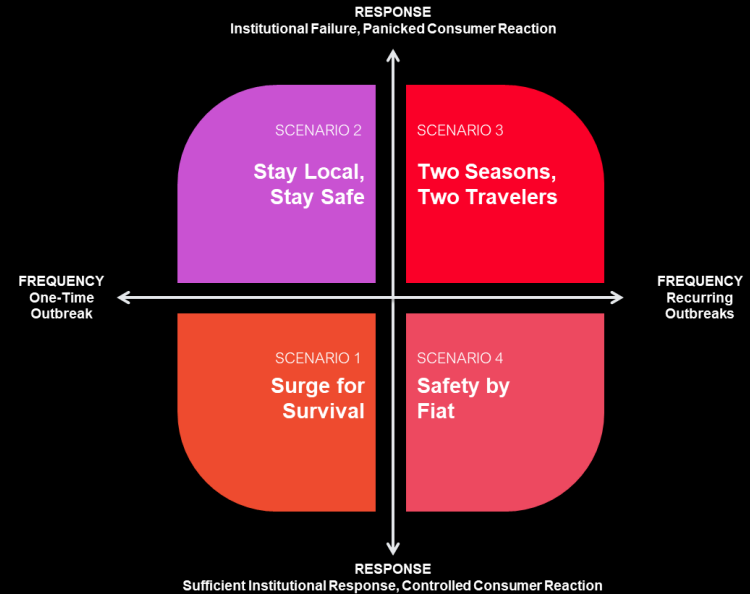 RESPONSE
Institutional Failure, Panicked Consumer Reaction
SCENARIO 2
Stay Local,
Stay Safe
SCENARIO 3
Two Seasons,
Two Travelers
FREQUENCY
One-Time
Outbreak
FREQUENCY
Recurring
Outbreaks
SCENARIO 1
Surge for
Survival
SCENARIO 4
Safety by
Fiat
RESPONSE
Sufficient Institutional Response, Controlled Consumer Reaction